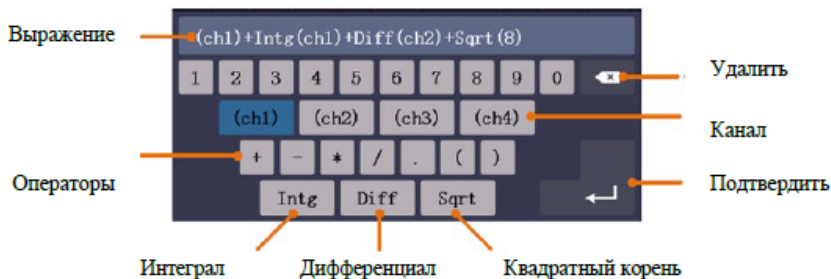 Выражение
(ch1)+Intg(ch1)+Diff(ch2)+Sqrt(8)
1 2 3 4 5 6 7 8 9 0
Удалить
(ch1) (ch2) (ch3) (ch4)
Канал
+ - * / . ( )
Операторы
Подтвердить
Intg Diff Sqrt
Интеграл Дифференциал Квадратный корень